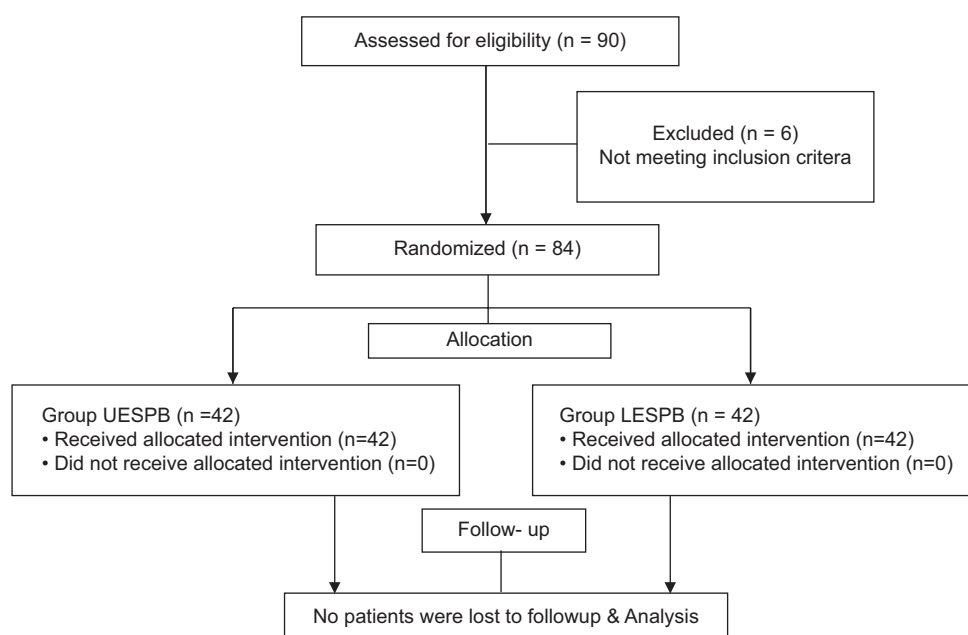 Assessed for eligibility (n = 90)
Excluded (n = 6)
Not meeting inclusion critera
Randomized (n = 84)
Allocation
Group UESPB (n =42)
• Received allocated intervention (n=42)
• Did not receive allocated intervention (n=0)
Group LESPB (n = 42)
• Received allocated intervention (n=42)
• Did not receive allocated intervention (n=0)
Follow- up
No patients were lost to followup & Analysis